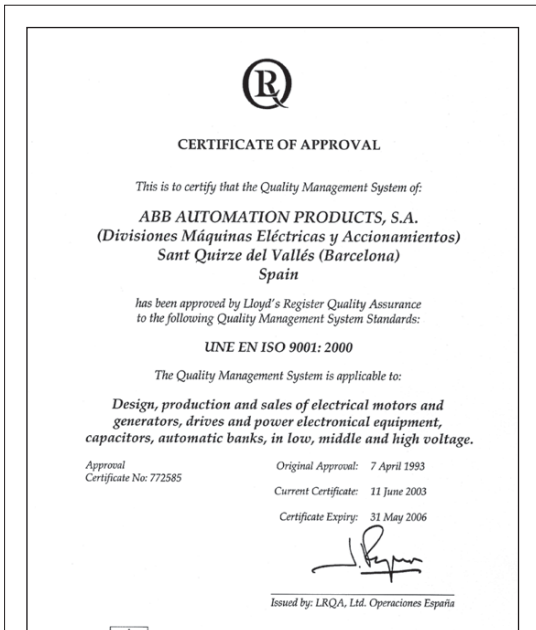 R
CERTIFICATE OF APPROVAL
This is to certify that the Quality Management System of:
ABB AUTOMATION PRODUCTS, S.A.
(Divisiones Máquinas Eléctricas y Accionamientos)
Sant Quirze del Vallés (Barcelona)
Spain
has been approved by Lloyd's Register Quality Assurance
to the following Quality Management System Standards:
UNE EN ISO 9001: 2000
The Quality Management System is applicable to:
Design, production and sales of electrical motors and
generators, drives and power electronical equipment,
capacitors, automatic banks, in low, middle and high voltage.
Approval
Certificate No: 772585
Original Approval: 7 April 1993
Current Certificate: 11 June 2003
Certificate Expiry: 31 May 2006
Issued by: LRQA, Ltd. Operaciones España